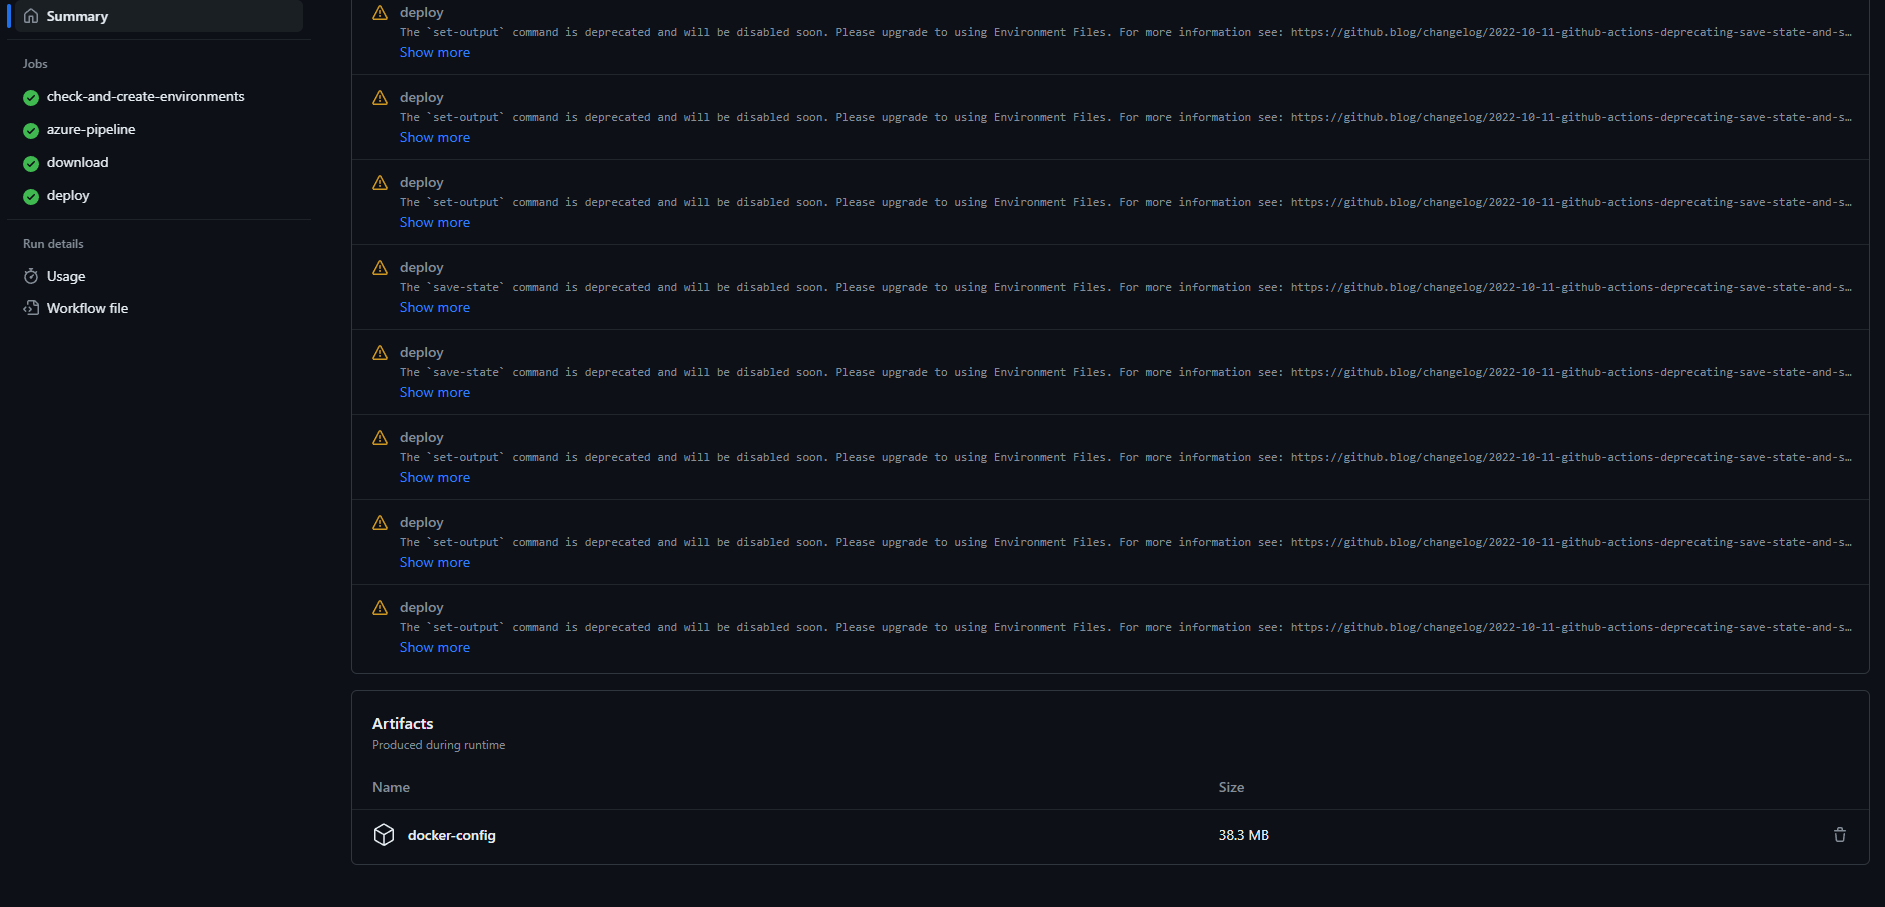 Summary
Jobs
check-and-create-environments
azure-pipeline
download
deploy
Run details
Usage
Workflow file
deploy
The `set-output` command is deprecated and will be disabled soon. Please upgrade to using Environment Files. For more information see: https://github.blog/changelog/2022-10-11-github-actions-deprecating-save-state-and-s…
Show more
deploy
The `set-output` command is deprecated and will be disabled soon. Please upgrade to using Environment Files. For more information see: https://github.blog/changelog/2022-10-11-github-actions-deprecating-save-state-and-s…
Show more
deploy
The `set-output` command is deprecated and will be disabled soon. Please upgrade to using Environment Files. For more information see: https://github.blog/changelog/2022-10-11-github-actions-deprecating-save-state-and-s…
Show more
deploy
The `save-state` command is deprecated and will be disabled soon. Please upgrade to using Environment Files. For more information see: https://github.blog/changelog/2022-10-11-github-actions-deprecating-save-state-and-s…
Show more
deploy
The `save-state` command is deprecated and will be disabled soon. Please upgrade to using Environment Files. For more information see: https://github.blog/changelog/2022-10-11-github-actions-deprecating-save-state-and-s…
Show more
deploy
The `set-output` command is deprecated and will be disabled soon. Please upgrade to using Environment Files. For more information see: https://github.blog/changelog/2022-10-11-github-actions-deprecating-save-state-and-s…
Show more
deploy
The `set-output` command is deprecated and will be disabled soon. Please upgrade to using Environment Files. For more information see: https://github.blog/changelog/2022-10-11-github-actions-deprecating-save-state-and-s…
Show more
deploy
The `set-output` command is deprecated and will be disabled soon. Please upgrade to using Environment Files. For more information see: https://github.blog/changelog/2022-10-11-github-actions-deprecating-save-state-and-s…
Show more
Artifacts
Produced during runtime
Name Size
docker-config 38.3 MB